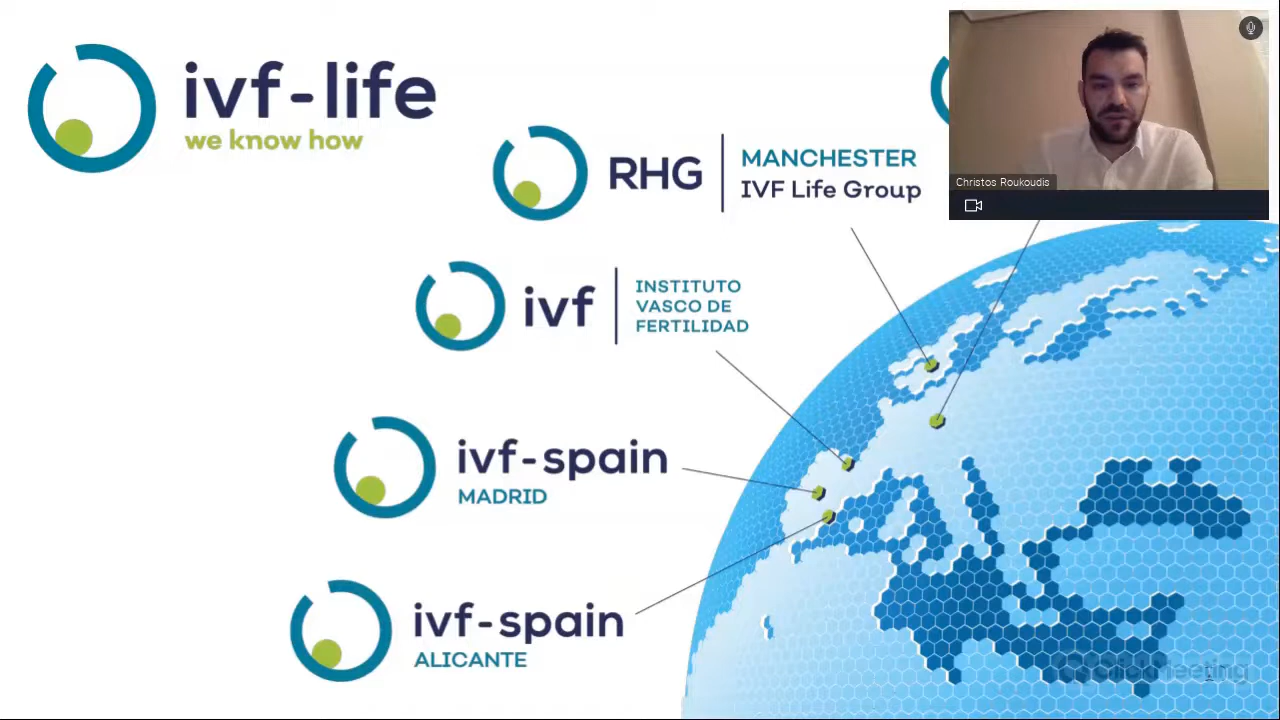 ivf-life
we know how
RHG
MANCHESTER
IVF Life Group
Christos Roukoudis
ivf
INSTITUTO
VASCO DE
FERTILIDAD
ivf-spain
MADRID
ivf-spain
ALICANTE
ClickMeeting